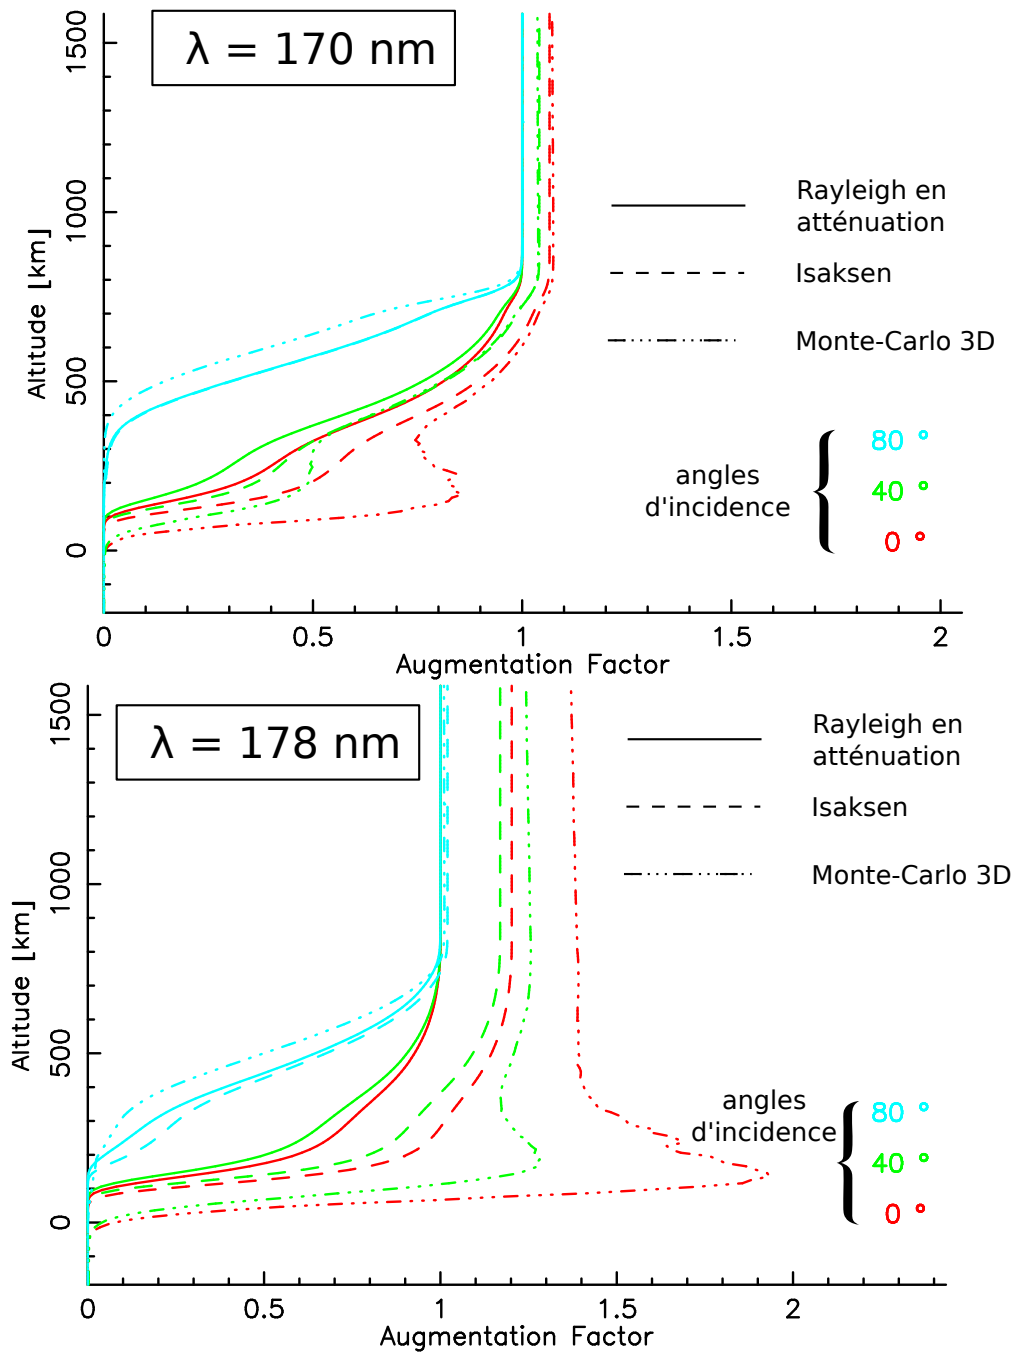 λ = 170 nm
1500
1000
500
0
Altitude [km]
Rayleigh en
atténuation
Isaksen
Monte-Carlo 3D
angles
d'incidence
80 °
40 °
0 °
0 0.5 1 1.5 2
Augmentation Factor
λ = 178 nm
1500
1000
500
0
Altitude [km]
Rayleigh en
atténuation
Isaksen
Monte-Carlo 3D
angles
d'incidence
80 °
40 °
0 °
0 0.5 1 1.5 2
Augmentation Factor